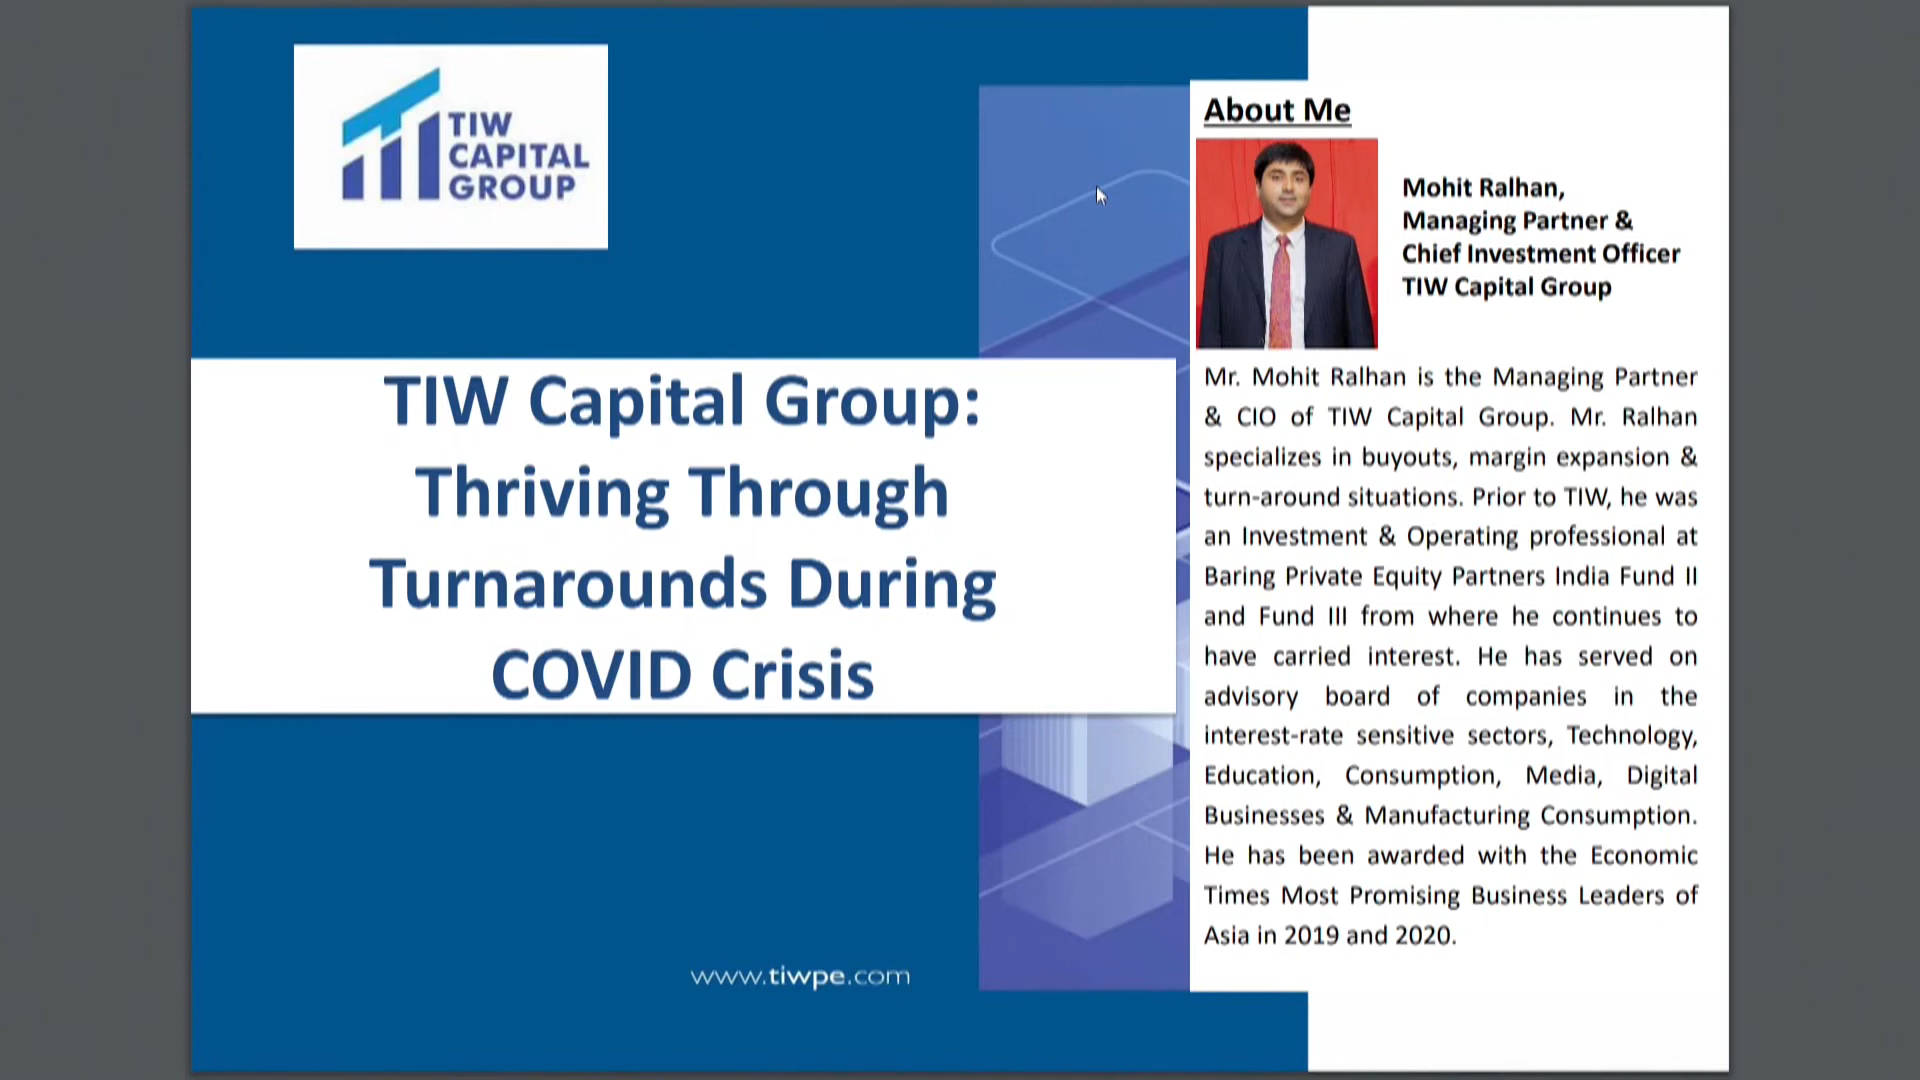 TIW
CAPITAL
GROUP
TIW Capital Group:
Thriving Through
Turnarounds During
COVID Crisis
www.tiwpe.com
About Me
Mohit Ralhan,
Managing Partner &
Chief Investment Officer
TIW Capital Group
Mr. Mohit Ralhan is the Managing Partner
& CIO of TIW Capital Group. Mr. Ralhan
specializes in buyouts, margin expansion &
turn-around situations. Prior to TIW, he was
an Investment & Operating professional at
Baring Private Equity Partners India Fund II
and Fund III from where he continues to
have carried interest. He has served on
advisory board of companies in the
interest-rate sensitive sectors, Technology,
Education, Consumption, Media, Digital
Businesses & Manufacturing Consumption.
He has been awarded with the Economic
Times Most Promising Business Leaders of
Asia in 2019 and 2020.